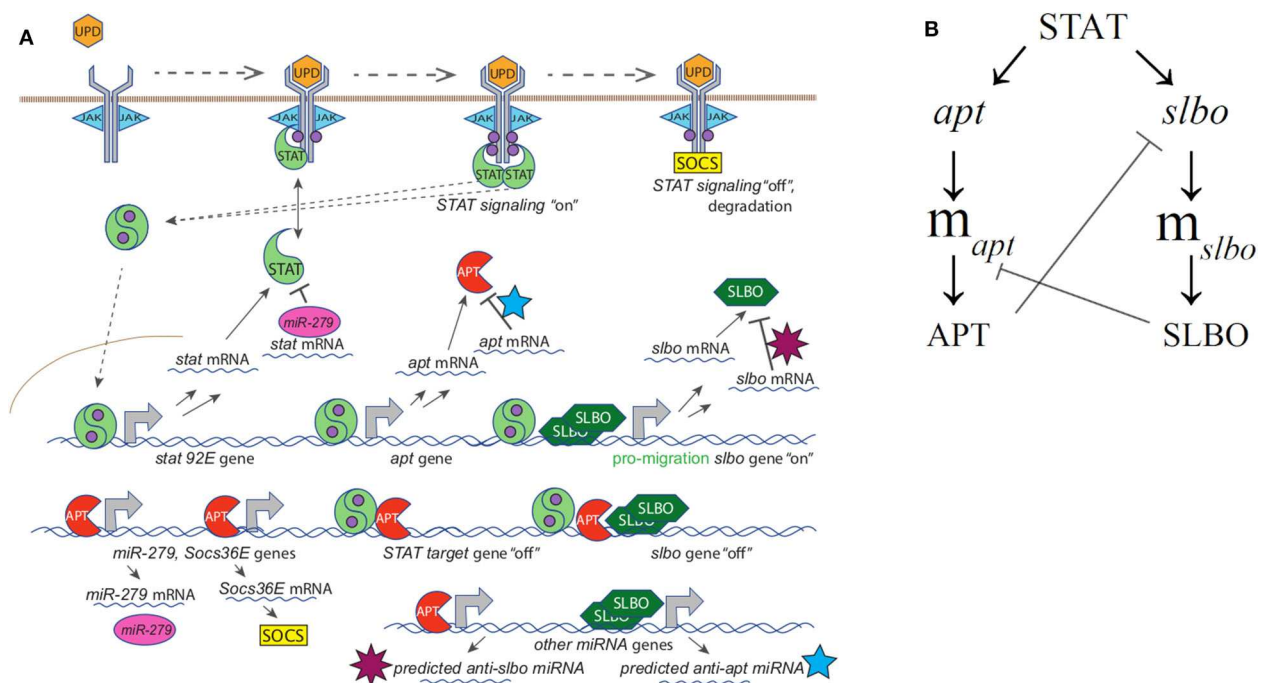 A
UPD
UPD
UPD
UPD
JAK JAK
JAK JAK
JAK JAK
JAK JAK
STAT
STAT STAT
SOCS
STAT signaling "on"
STAT signaling "off",
degradation
STAT
APT
SLBO
miR-279
stat mRNA
stat mRNA
apt mRNA
apt mRNA
slbo mRNA
slbo mRNA
SLBO
SLBO
stat 92E gene
apt gene
pro-migration slbo gene "on"
APT
APT
APT
APT
SLBO
SLBO
miR-279, Socs36E genes
STAT target gene "off"
slbo gene "off"
miR-279 mRNA
Socs36E mRNA
miR-279
SOCS
APT
SLBO
SLBO
other miRNA genes
predicted anti-slbo miRNA
predicted anti-apt miRNA
B
STAT
apt
slbo
m apt
m slbo
APT
SLBO